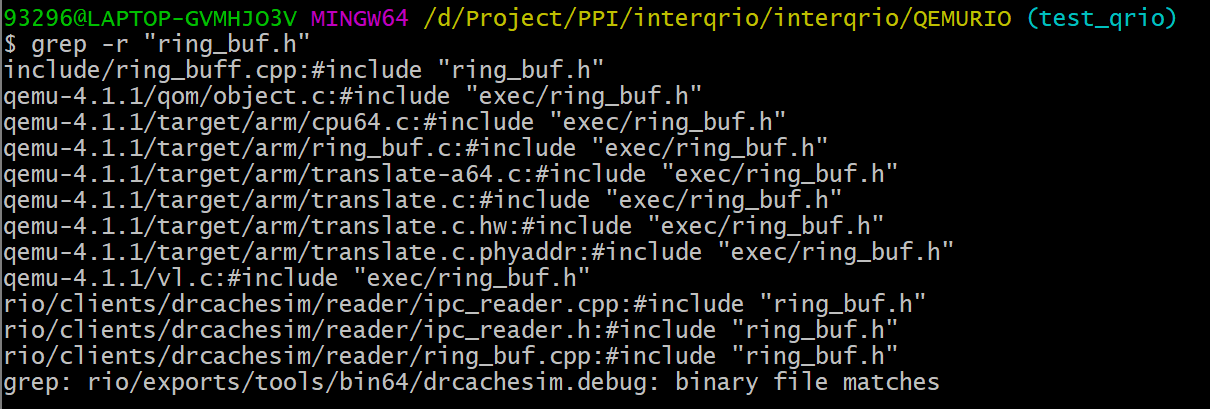 93296@LAPTOP-GVMHJO3V MINGW64 /d/Project/PPI/interqrio/interqrio/QEMURIO (test_qrio)
$ grep -r "ring_buf.h"
include/ring_buff.cpp:#include "ring_buf.h"
qemu-4.1.1/qom/object.c:#include "exec/ring_buf.h"
qemu-4.1.1/target/arm/cpu64.c:#include "exec/ring_buf.h"
qemu-4.1.1/target/arm/ring_buf.c:#include "exec/ring_buf.h"
qemu-4.1.1/target/arm/translate-a64.c:#include "exec/ring_buf.h"
qemu-4.1.1/target/arm/translate.c:#include "exec/ring_buf.h"
qemu-4.1.1/target/arm/translate.c.hw:#include "exec/ring_buf.h"
qemu-4.1.1/target/arm/translate.c.phyaddr:#include "exec/ring_buf.h"
qemu-4.1.1/vl.c:#include "exec/ring_buf.h"
rio/clients/drcachesim/reader/ipc_reader.cpp:#include "ring_buf.h"
rio/clients/drcachesim/reader/ipc_reader.h:#include "ring_buf.h"
rio/clients/drcachesim/reader/ring_buf.cpp:#include "ring_buf.h"
grep: rio/exports/tools/bin64/drcachesim.debug: binary file matches